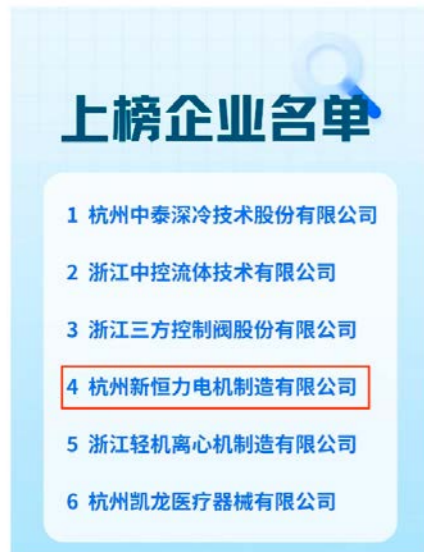 上榜企业名单
1 杭州中泰深冷技术股份有限公司
2 浙江中控流体技术有限公司
3 浙江三方控制阀股份有限公司
4 杭州新恒力电机制造有限公司
5 浙江轻机离心机制造有限公司
6 杭州凯龙医疗器械有限公司